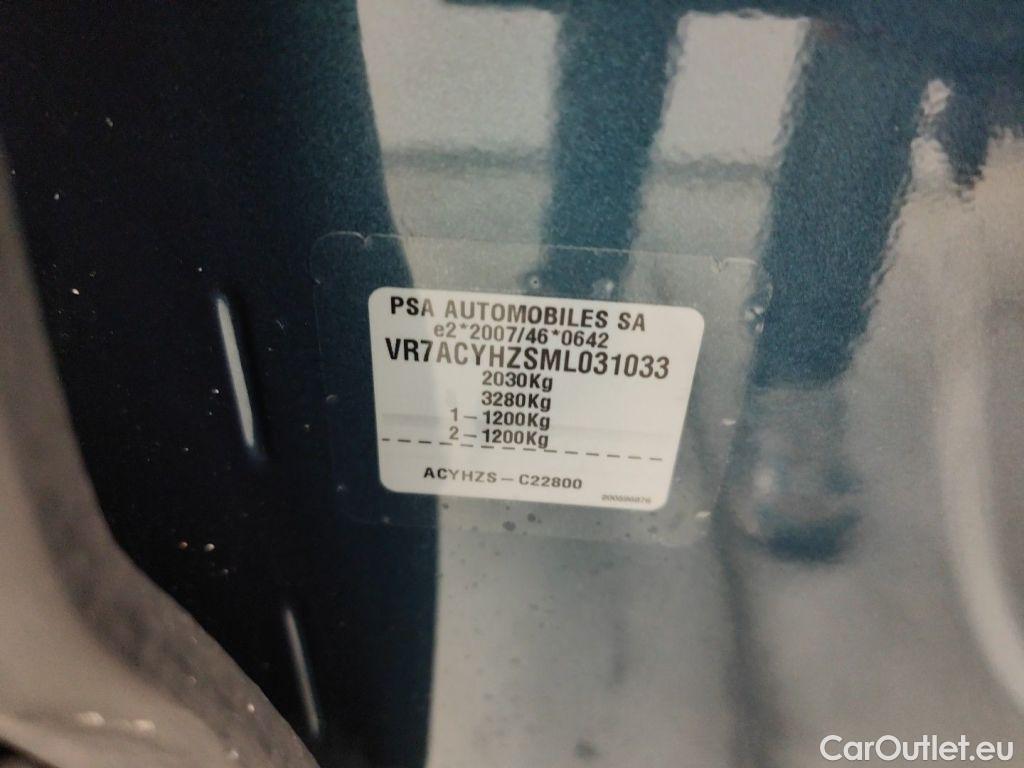 PSA AUTOMOBILES SA
e2*2007/46*0642
VR7ACYHZSML031033
2030Kg
3280Kg
1-1200Kg
2-1200Kg
ACYHZS-C22800
CarOutlet.eu